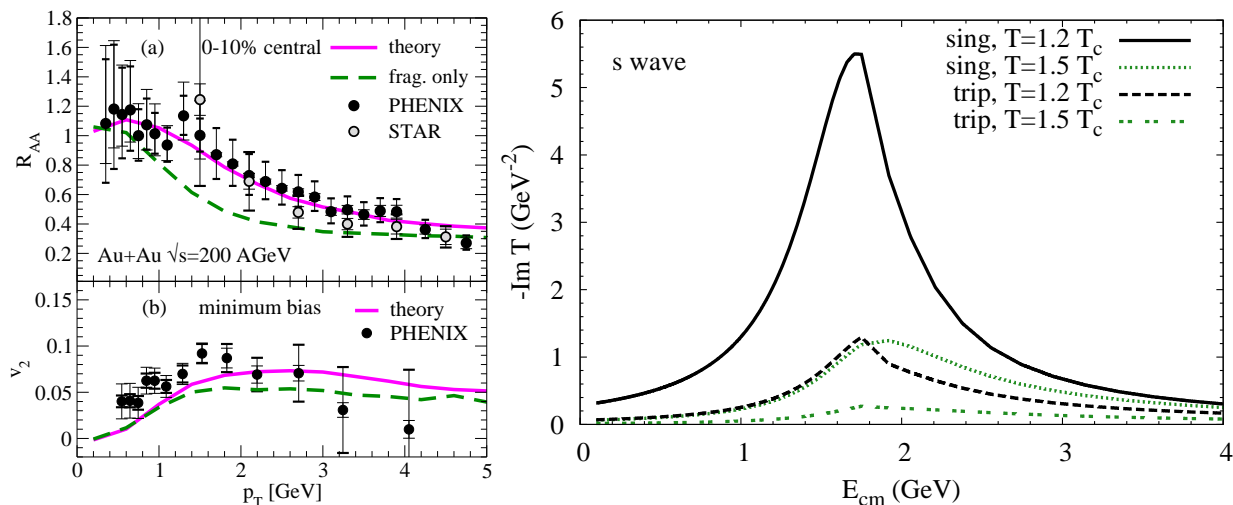 1.8
1.6
1.4
1.2
1
0.8
0.6
0.4
0.2
R_AA
(a)
0-10% central
theory
frag. only
PHENIX
STAR
Au+Au √s=200 AGeV
0.15
0.1
0.05
0
v_2
(b)
minimum bias
theory
PHENIX
0 1 2 3 4 5
p_T [GeV]
6
5
4
3
2
1
0
-Im T (GeV^-2)
s wave
sing, T=1.2 T_c
sing, T=1.5 T_c
trip, T=1.2 T_c
trip, T=1.5 T_c
0 1 2 3 4
E_cm (GeV)